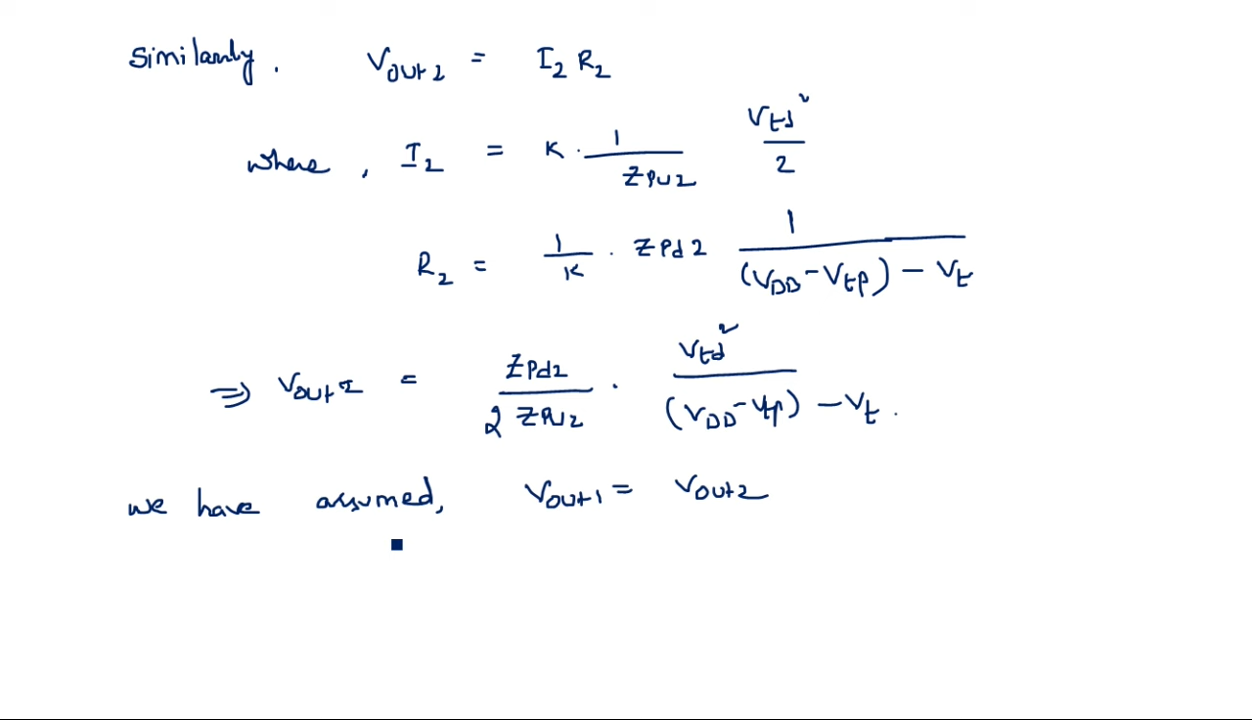 Similarly. Vout2 = I2 R2
where, I2 = K · 1/Zpu2 Vtd²/2
R2 = 1/K · Zpd2 1/((VDD - Vtp) - Vt)
⇒ Vout2 = Zpd2/(2 Zpu2) · Vtd²/((VDD - Vtp) - Vt) .
we have assumed, Vout1 = Vout2